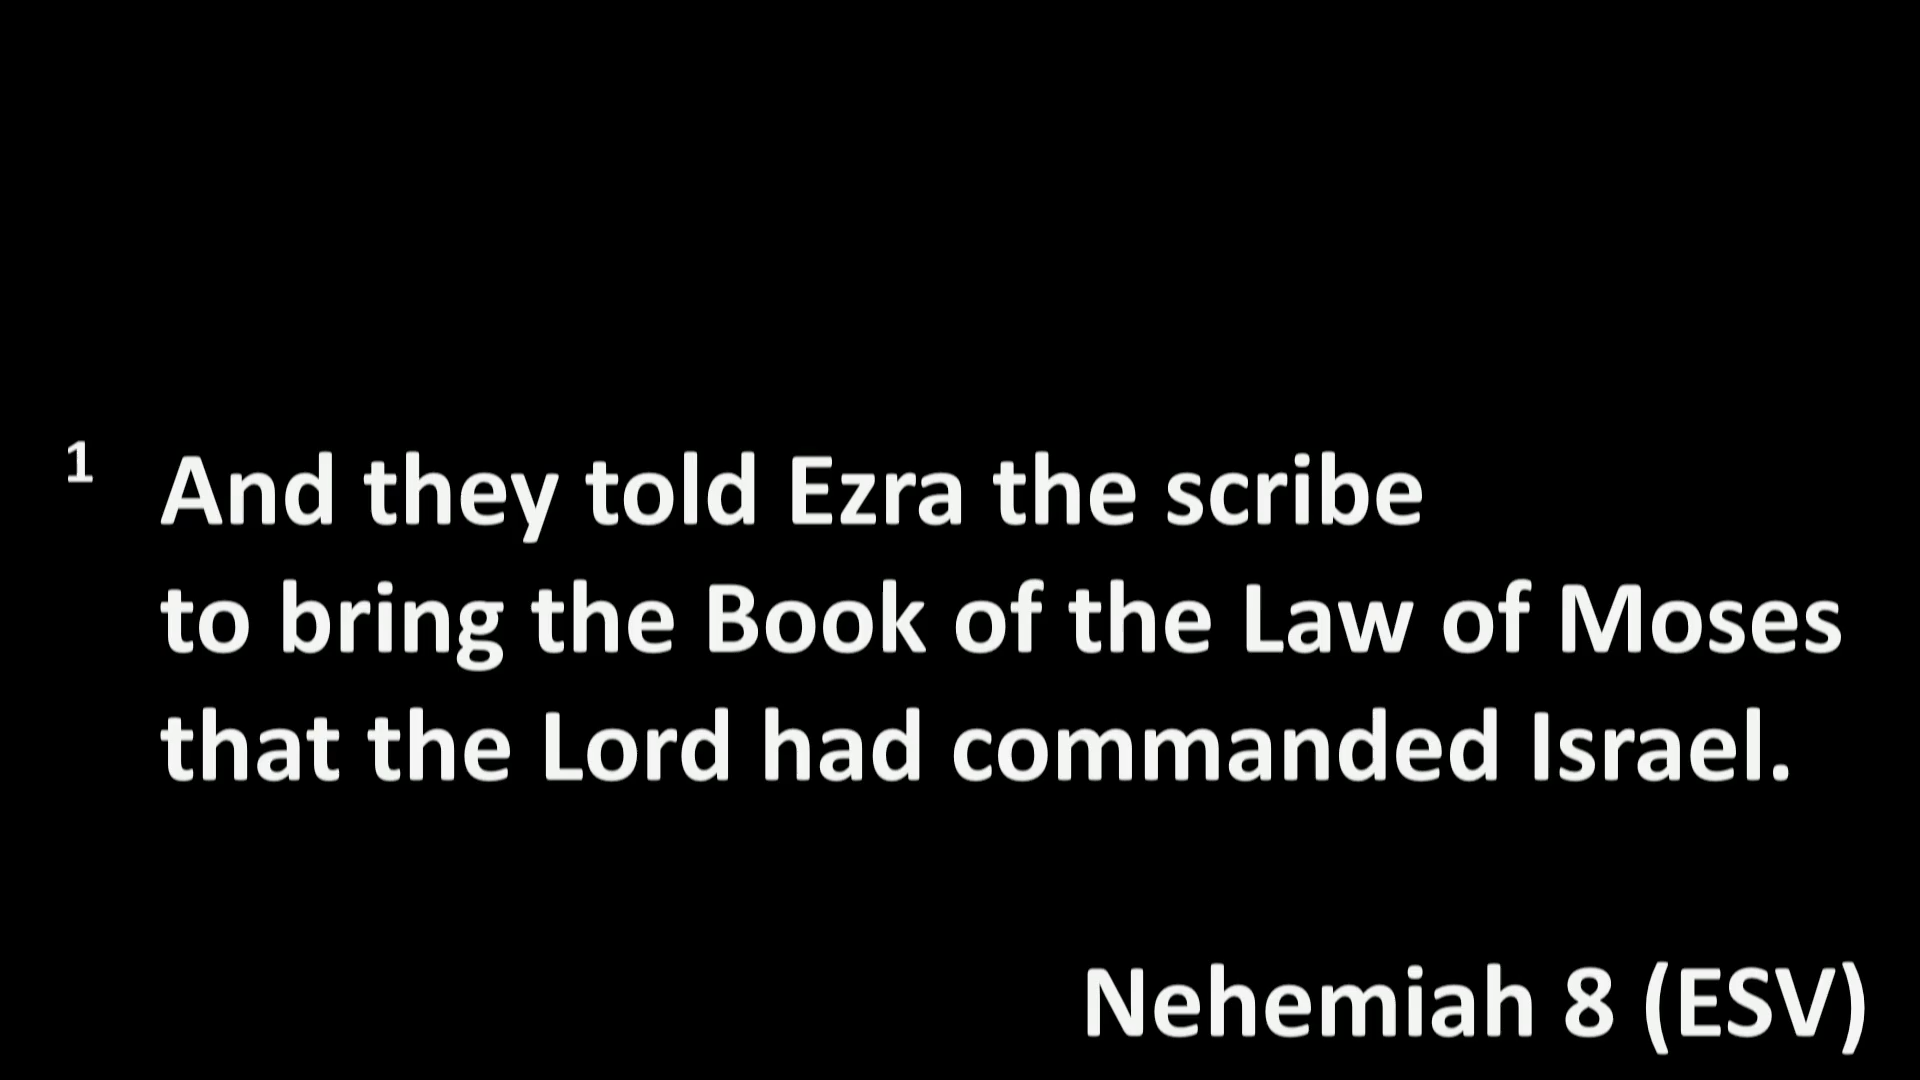 1 And they told Ezra the scribe
to bring the Book of the Law of Moses
that the Lord had commanded Israel.
Nehemiah 8 (ESV)